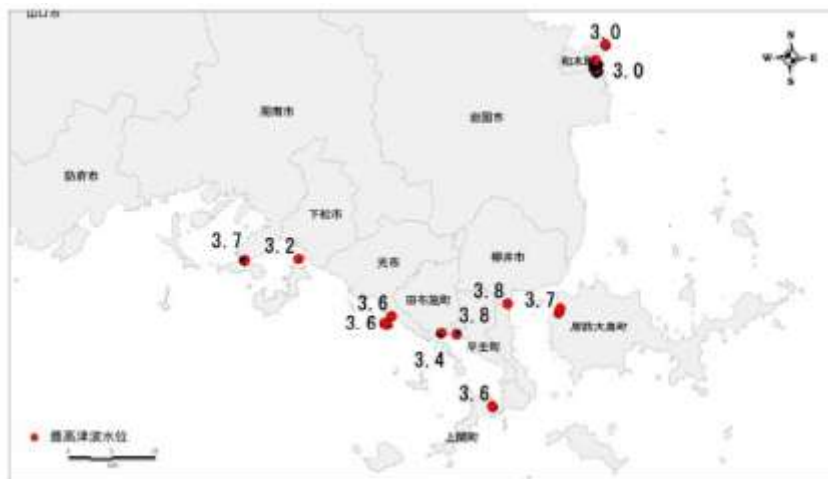 山口市
3.0
和木町
3.0
N
W
E
S
周南市
岩国市
防府市
下松市
3.7
3.2
光市
柳井市
田布施町
3.8
3.7
3.6
3.6
3.8
周防大島町
平生町
3.4
3.6
最高津波水位
上関町